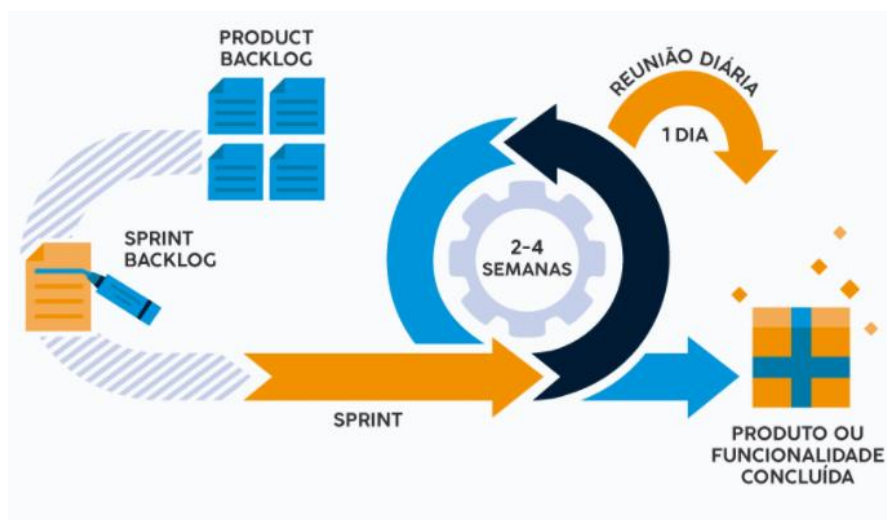 PRODUCT
BACKLOG
SPRINT
BACKLOG
SPRINT
2-4
SEMANAS
REUNIÃO DIÁRIA
1 DIA
PRODUTO OU
FUNCIONALIDADE
CONCLUÍDA